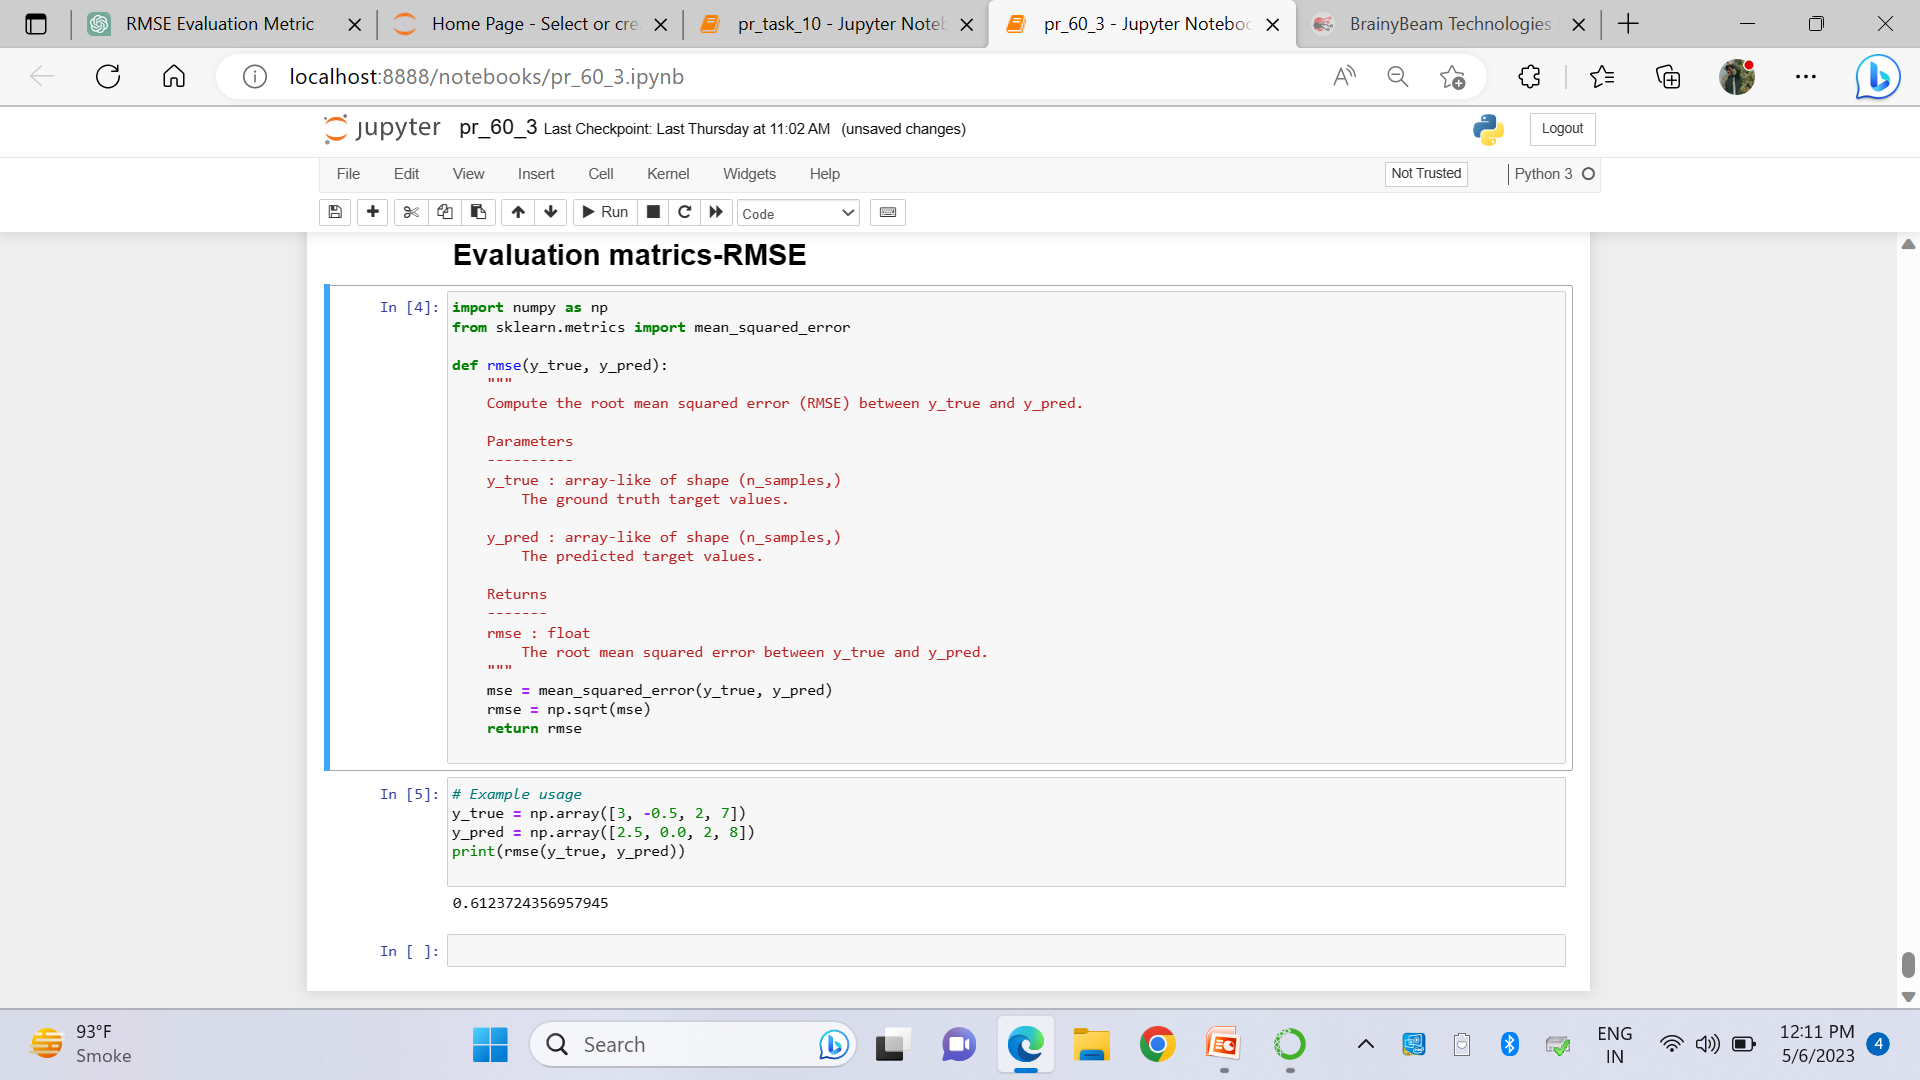 RMSE Evaluation Metric
Home Page - Select or cre
pr_task_10 - Jupyter Noteb
pr_60_3 - Jupyter Noteboo
BrainyBeam Technologies
localhost:8888/notebooks/pr_60_3.ipynb
jupyter pr_60_3 Last Checkpoint: Last Thursday at 11:02 AM (unsaved changes)
Logout
File Edit View Insert Cell Kernel Widgets Help
Not Trusted
Python 3
Run
Code
Evaluation matrics-RMSE
In [4]:
import numpy as np
from sklearn.metrics import mean_squared_error
def rmse(y_true, y_pred):
"""
Compute the root mean squared error (RMSE) between y_true and y_pred.
Parameters
----------
y_true : array-like of shape (n_samples,)
The ground truth target values.
y_pred : array-like of shape (n_samples,)
The predicted target values.
Returns
-------
rmse : float
The root mean squared error between y_true and y_pred.
"""
mse = mean_squared_error(y_true, y_pred)
rmse = np.sqrt(mse)
return rmse
In [5]:
# Example usage
y_true = np.array([3, -0.5, 2, 7])
y_pred = np.array([2.5, 0.0, 2, 8])
print(rmse(y_true, y_pred))
0.6123724356957945
In [ ]:
93°F
Smoke
Search
ENG
IN
12:11 PM
5/6/2023
4